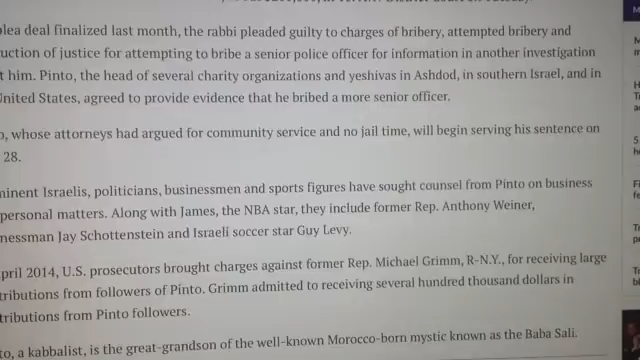 plea deal finalized last month, the rabbi pleaded guilty to charges of bribery, attempted bribery and
uction of justice for attempting to bribe a senior police officer for information in another investigation
t him. Pinto, the head of several charity organizations and yeshivas in Ashdod, in southern Israel, and in
United States, agreed to provide evidence that he bribed a more senior officer.
o, whose attorneys had argued for community service and no jail time, will begin serving his sentence on
28.
minent Israelis, politicians, businessmen and sports figures have sought counsel from Pinto on business
personal matters. Along with James, the NBA star, they include former Rep. Anthony Weiner,
nessman Jay Schottenstein and Israeli soccer star Guy Levy.
pril 2014, U.S. prosecutors brought charges against former Rep. Michael Grimm, R-N.Y., for receiving large
tributions from followers of Pinto. Grimm admitted to receiving several hundred thousand dollars in
tributions from Pinto followers.
to, a kabbalist, is the great-grandson of the well-known Morocco-born mystic known as the Baba Sali.